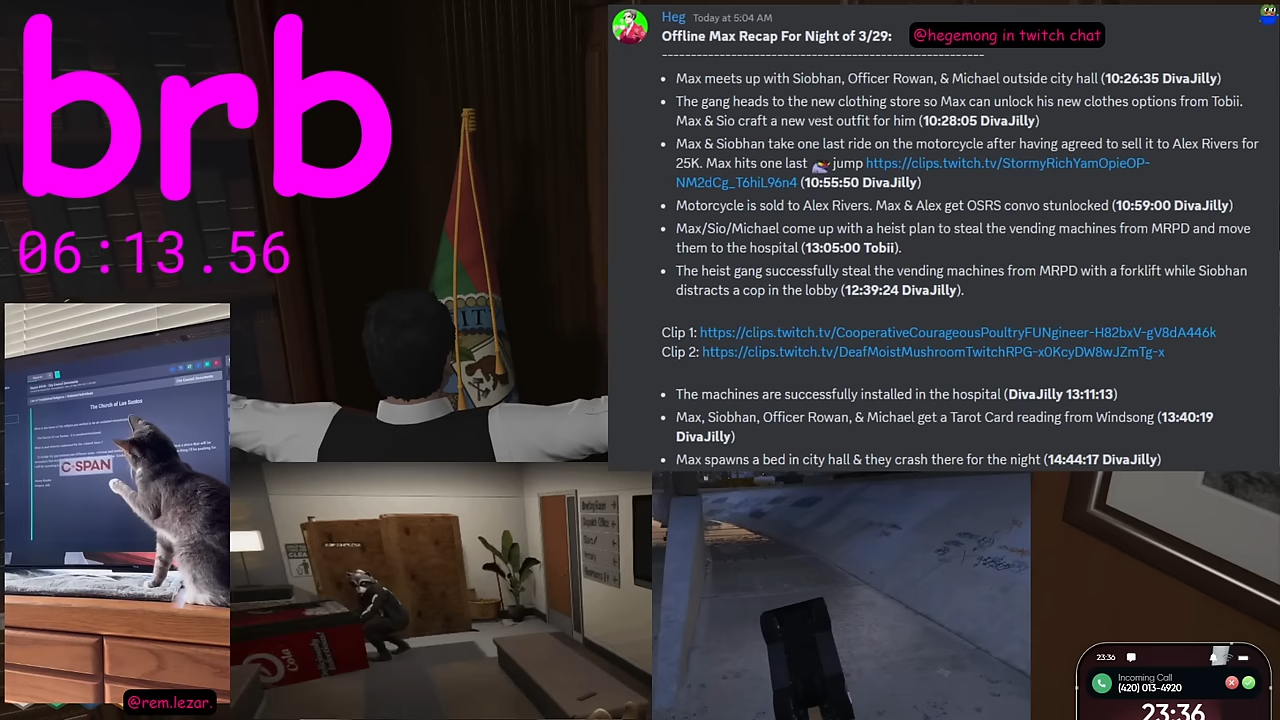 brb
06:13.56
Heg Today at 5:04 AM
Offline Max Recap For Night of 3/29:
@hegemong in twitch chat
------------------------------------------------------------
• Max meets up with Siobhan, Officer Rowan, & Michael outside city hall (10:26:35 DivaJilly)
• The gang heads to the new clothing store so Max can unlock his new clothes options from Tobii.
Max & Sio craft a new vest outfit for him (10:28:05 DivaJilly)
• Max & Siobhan take one last ride on the motorcycle after having agreed to sell it to Alex Rivers for
25K. Max hits one last jump https://clips.twitch.tv/StormyRichYamOpieOP-
NM2dCg_T6hiL96n4 (10:55:50 DivaJilly)
• Motorcycle is sold to Alex Rivers. Max & Alex get OSRS convo stunlocked (10:59:00 DivaJilly)
• Max/Sio/Michael come up with a heist plan to steal the vending machines from MRPD and move
them to the hospital (13:05:00 Tobii).
• The heist gang successfully steal the vending machines from MRPD with a forklift while Siobhan
distracts a cop in the lobby (12:39:24 DivaJilly).
Clip 1: https://clips.twitch.tv/CooperativeCourageousPoultryFUNgineer-H82bxV-gV8dA446k
Clip 2: https://clips.twitch.tv/DeafMoistMushroomTwitchRPG-x0KcyDW8wJZmTg-x
• The machines are successfully installed in the hospital (DivaJilly 13:11:13)
• Max, Siobhan, Officer Rowan, & Michael get a Tarot Card reading from Windsong (13:40:19
DivaJilly)
• Max spawns a bed in city hall & they crash there for the night (14:44:17 DivaJilly)
The Church of Los Santos
C-SPAN
@rem.lezar.
IT
Cola
Briefing Room
Dispatch Office
23:36
Incoming Call
(420) 013-4920
23:36